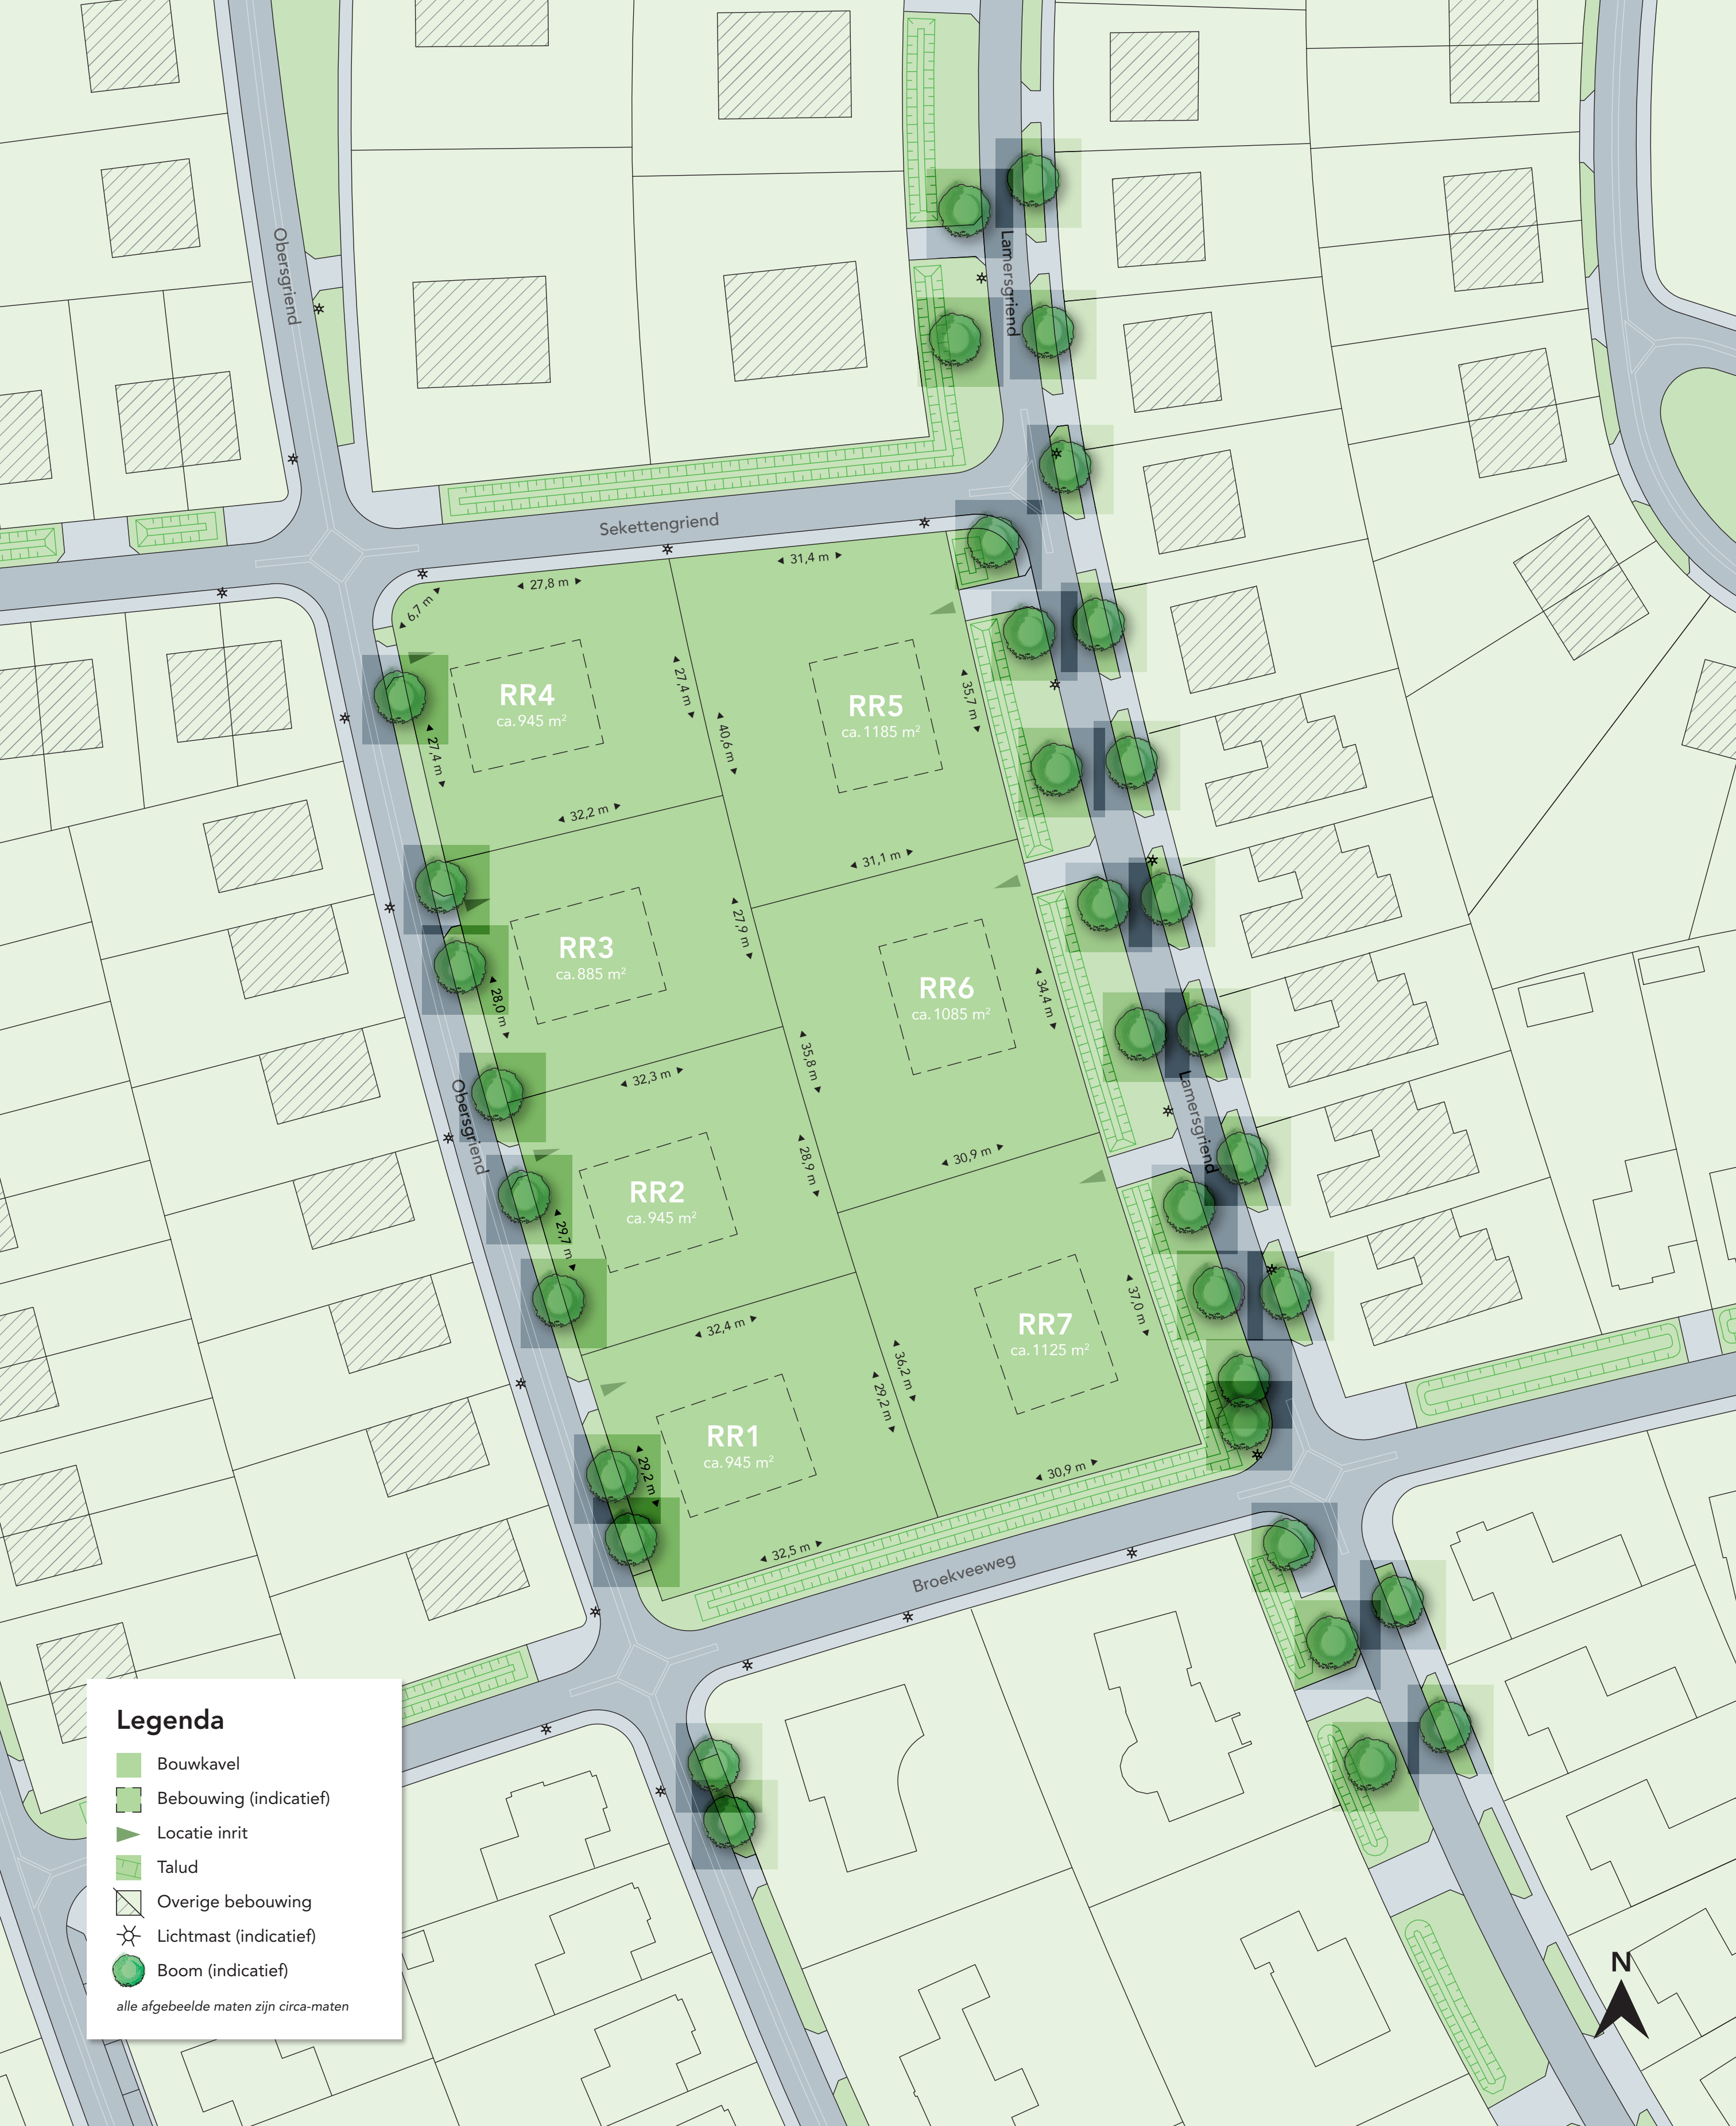 Obersgriend
Lamersgriend
Sekettengriend
31,4 m
27,8 m
6,7 m
RR4
ca. 945 m²
RR5
ca. 1185 m²
27,4 m
35,7 m
40,6 m
27,4 m
32,2 m
31,1 m
27,9 m
RR3
ca. 885 m²
RR6
ca. 1085 m²
34,4 m
28,0 m
35,8 m
32,3 m
Obersgriend
Lamersgriend
28,9 m
30,9 m
RR2
ca. 945 m²
29,7 m
37,0 m
32,4 m
RR7
ca. 1125 m²
36,2 m
29,2 m
RR1
ca. 945 m²
29,2 m
30,9 m
32,5 m
Broekveeweg
Legenda
Bouwkavel
Bebouwing (indicatief)
Locatie inrit
Talud
Overige bebouwing
Lichtmast (indicatief)
Boom (indicatief)
alle afgebeelde maten zijn circa-maten
N